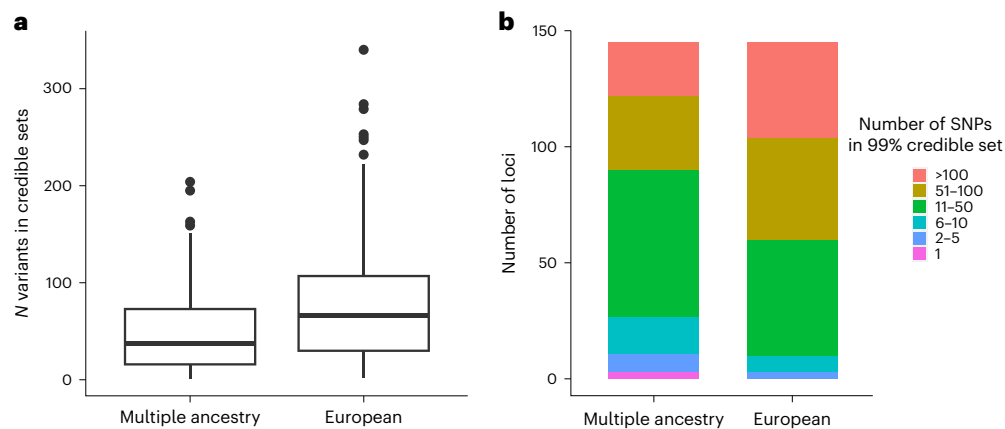 a
N variants in credible sets
300
200
100
0
Multiple ancestry
European
b
Number of loci
150
100
50
0
Multiple ancestry
European
Number of SNPs
in 99% credible set
>100
51–100
11–50
6–10
2–5
1